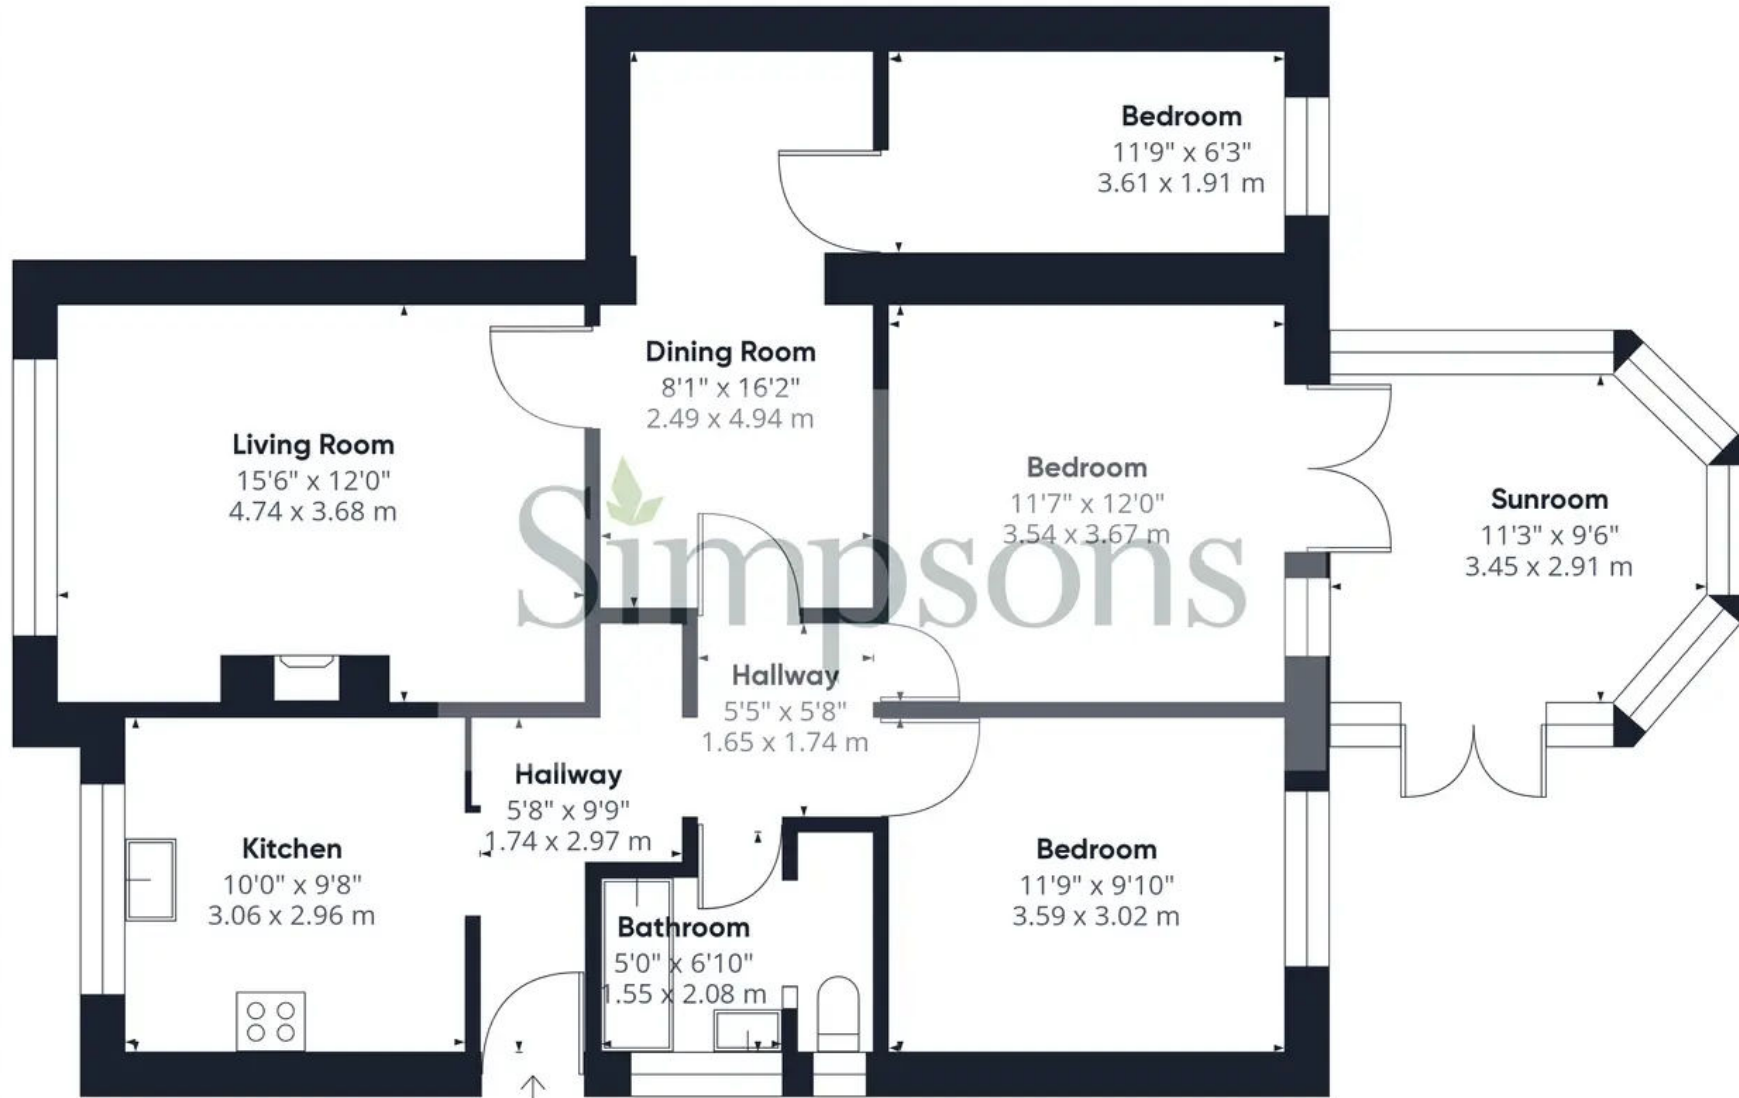 Bedroom
11'9" x 6'3"
3.61 x 1.91 m
Dining Room
8'1" x 16'2"
2.49 x 4.94 m
Living Room
15'6" x 12'0"
4.74 x 3.68 m
Bedroom
11'7" x 12'0"
3.54 x 3.67 m
Sunroom
11'3" x 9'6"
3.45 x 2.91 m
Simpsons
Hallway
5'5" x 5'8"
1.65 x 1.74 m
Hallway
5'8" x 9'9"
1.74 x 2.97 m
Kitchen
10'0" x 9'8"
3.06 x 2.96 m
Bathroom
5'0" x 6'10"
1.55 x 2.08 m
Bedroom
11'9" x 9'10"
3.59 x 3.02 m